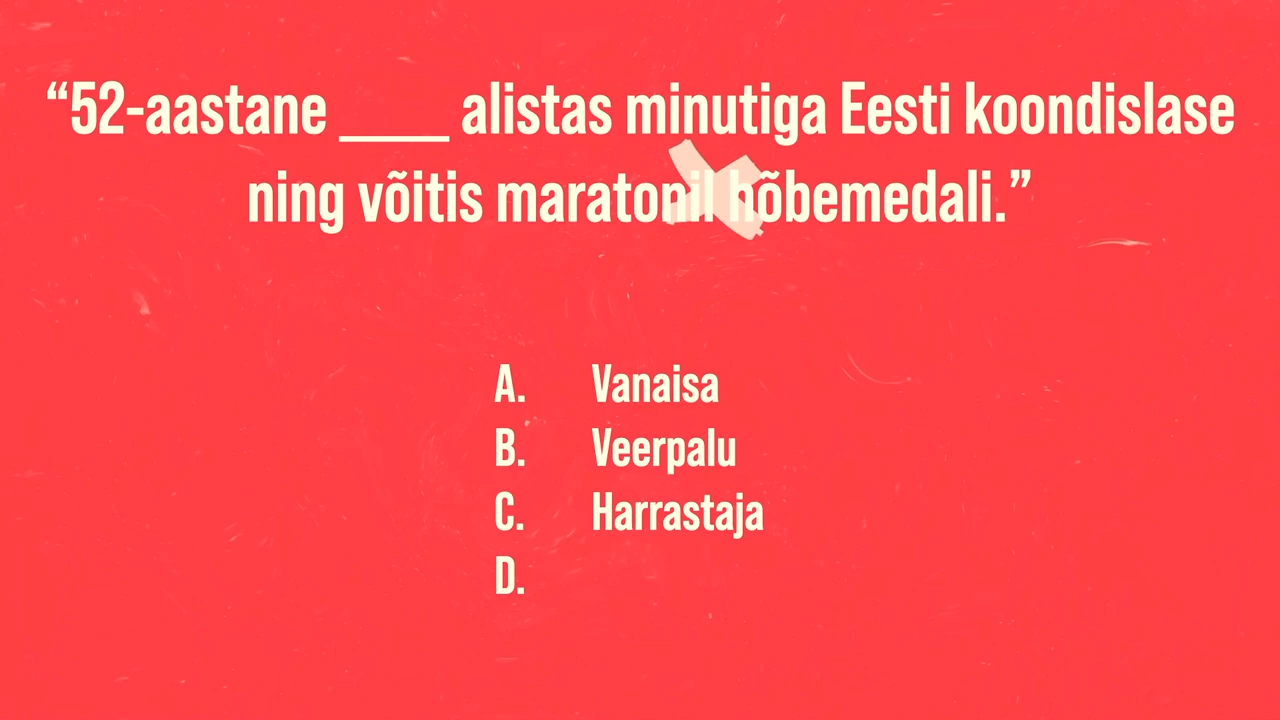 “52-aastane ____ alistas minutiga Eesti koondislase
ning võitis maratonil hõbemedali.”
A. Vanaisa
B. Veerpalu
C. Harrastaja
D.